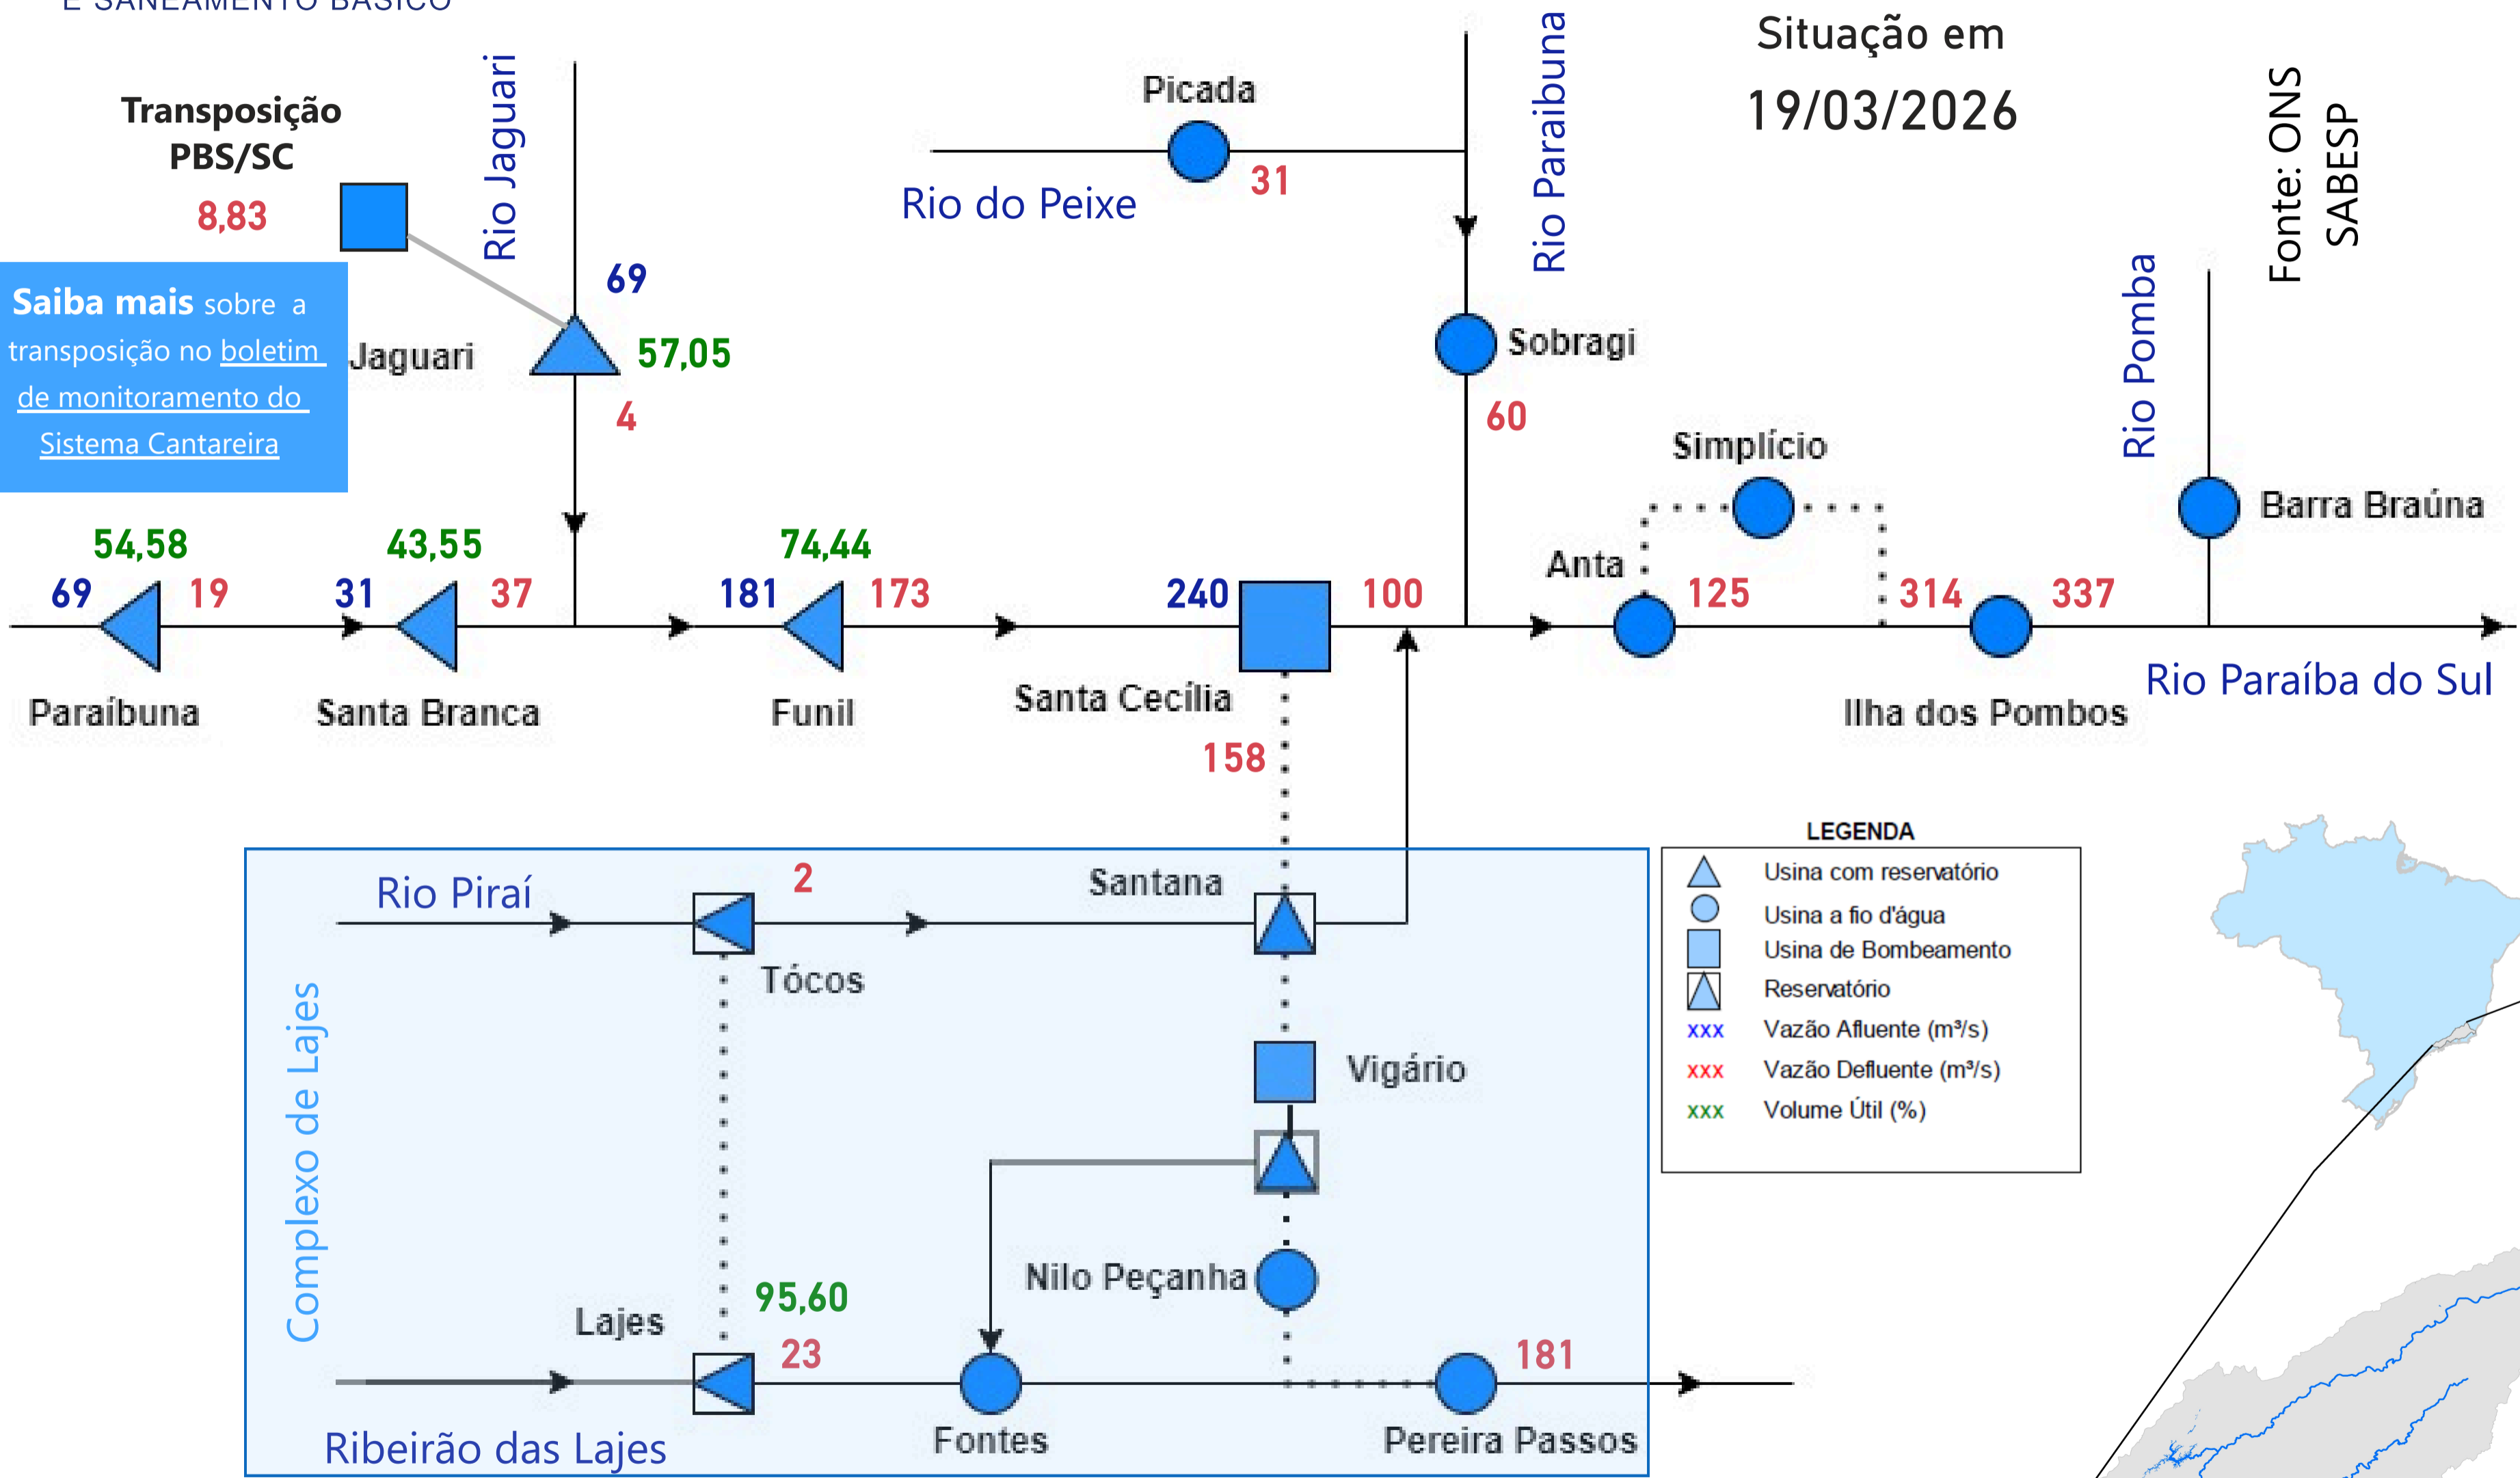 E SANEAMENTO BÁSICO
Situação em
19/03/2026
Fonte: ONS
SABESP
Transposição
PBS/SC
8,83
Rio Jaguari
Saiba mais sobre a
transposição no boletim
de monitoramento do
Sistema Cantareira
69
Jaguari
57,05
4
Picada
31
Rio do Peixe
Rio Paraibuna
Sobragi
60
Simplício
Rio Pomba
Barra Braúna
54,58
69
19
Paraíbuna
43,55
31
37
Santa Branca
74,44
181
173
Funil
240
100
Santa Cecília
158
Anta
125
314
337
Ilha dos Pombos
Rio Paraíba do Sul
Complexo de Lajes
Rio Piraí
2
Tócos
Santana
Vigário
Nilo Peçanha
95,60
Lajes
23
Ribeirão das Lajes
Fontes
181
Pereira Passos
LEGENDA
Usina com reservatório
Usina a fio d'água
Usina de Bombeamento
Reservatório
xxx Vazão Afluente (m³/s)
xxx Vazão Defluente (m³/s)
xxx Volume Útil (%)